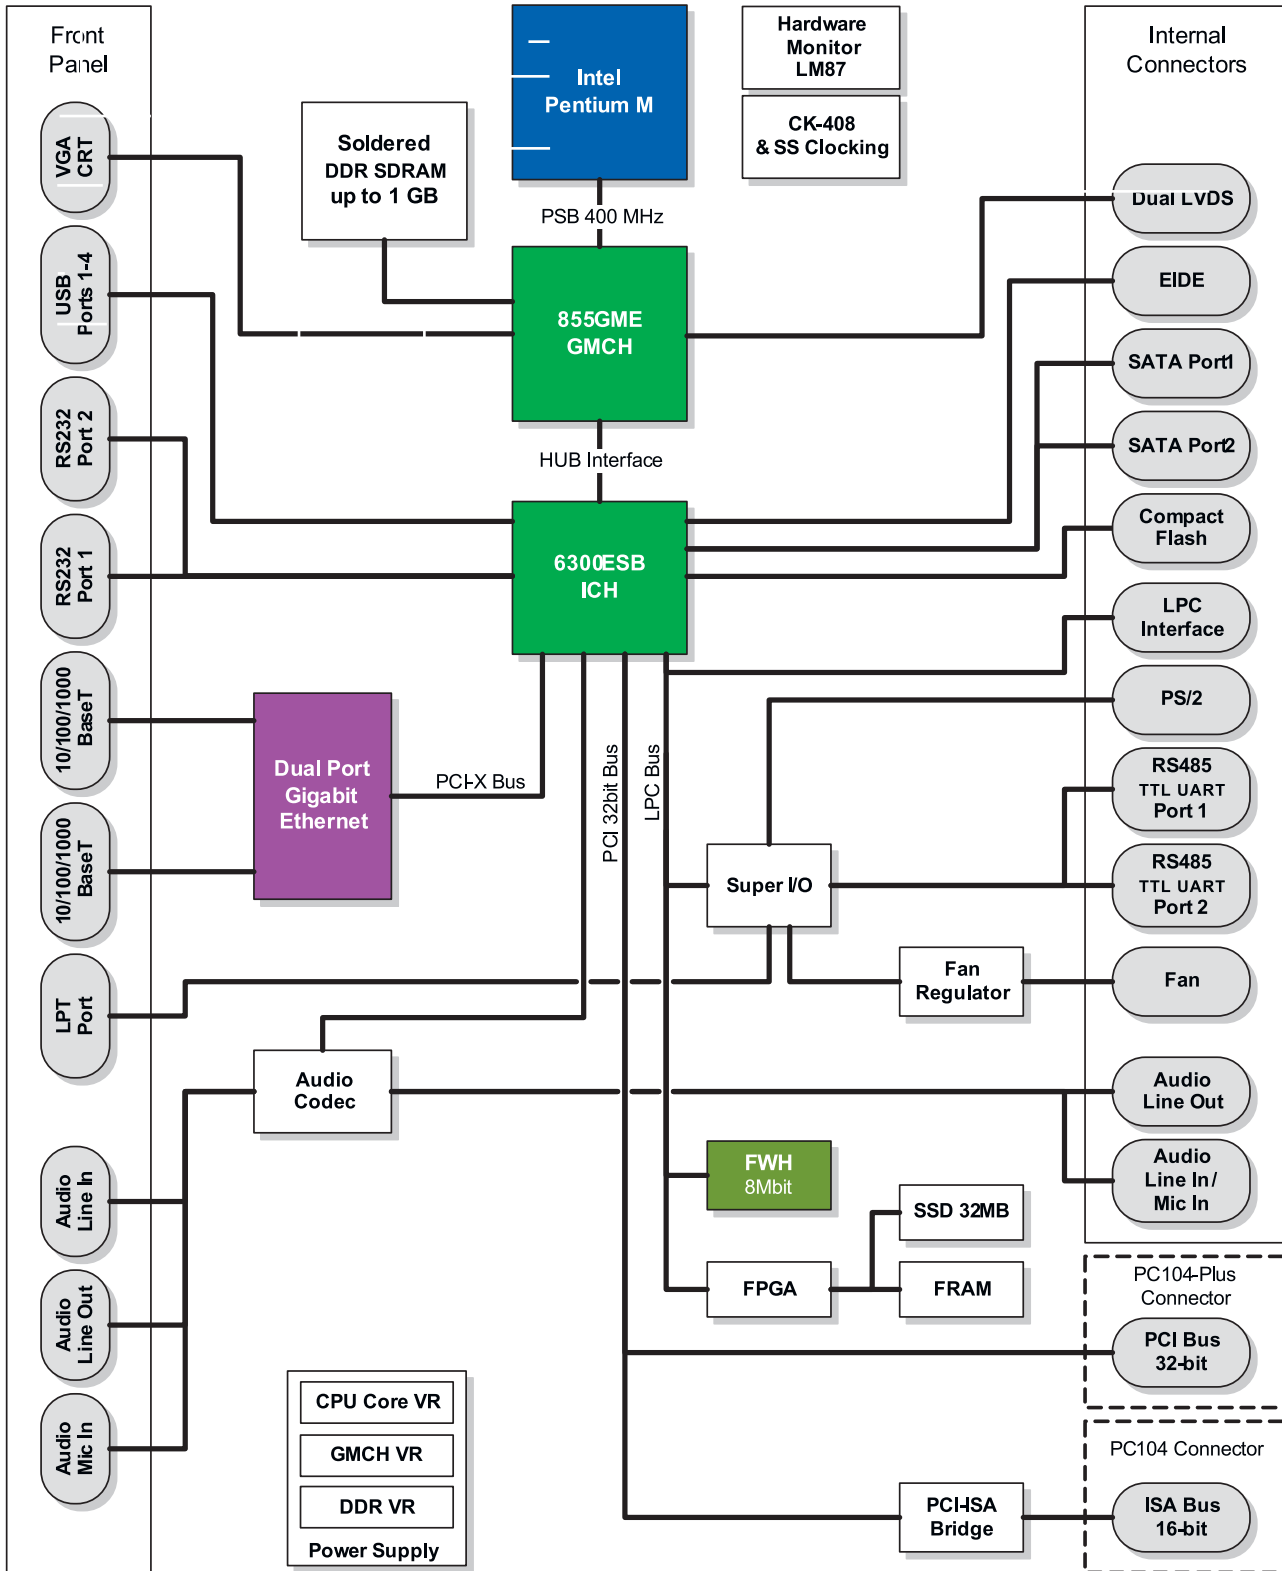 Front
Panel
VGA
CRT
USB
Ports 1-4
RS232
Port 2
RS232
Port 1
10/100/1000
BaseT
10/100/1000
BaseT
LPT
Port
Audio
Line In
Audio
Line Out
Audio
Mic In
Soldered
DDR SDRAM
up to 1 GB
Intel
Pentium M
Hardware
Monitor
LM87
CK-408
& SS Clocking
PSB 400 MHz
855GME
GMCH
HUB Interface
6300ESB
ICH
Dual Port
Gigabit
Ethernet
PCI-X Bus
PCI 32bit Bus
LPC Bus
Super I/O
Fan
Regulator
Audio
Codec
FWH
8Mbit
SSD 32MB
FPGA
FRAM
CPU Core VR
GMCH VR
DDR VR
Power Supply
PCI-ISA
Bridge
Internal
Connectors
Dual LVDS
EIDE
SATA Port1
SATA Port2
Compact
Flash
LPC
Interface
PS/2
RS485
TTL UART
Port 1
RS485
TTL UART
Port 2
Fan
Audio
Line Out
Audio
Line In/
Mic In
PC104-Plus
Connector
PCI Bus
32-bit
PC104 Connector
ISA Bus
16-bit